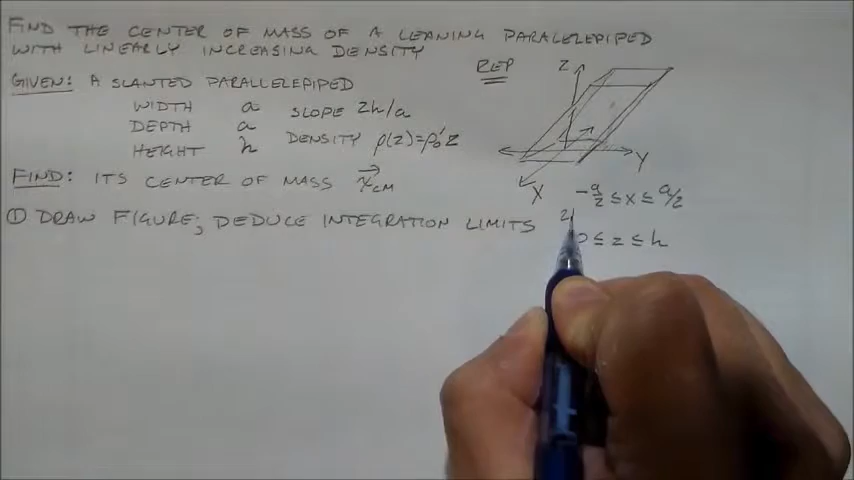 FIND THE CENTER OF MASS OF A LEANING PARALELEPIPED
WITH LINEARLY INCREASING DENSITY
GIVEN: A SLANTED PARALLELEPIPED
WIDTH a SLOPE 2h/a
DEPTH a DENSITY ρ(z)=ρ₀'z
HEIGHT h
FIND: ITS CENTER OF MASS x⃗CM
① DRAW FIGURE; DEDUCE INTEGRATION LIMITS
REP
Z
Y
X
-a/2 ≤ x ≤ a/2
0 ≤ z ≤ h